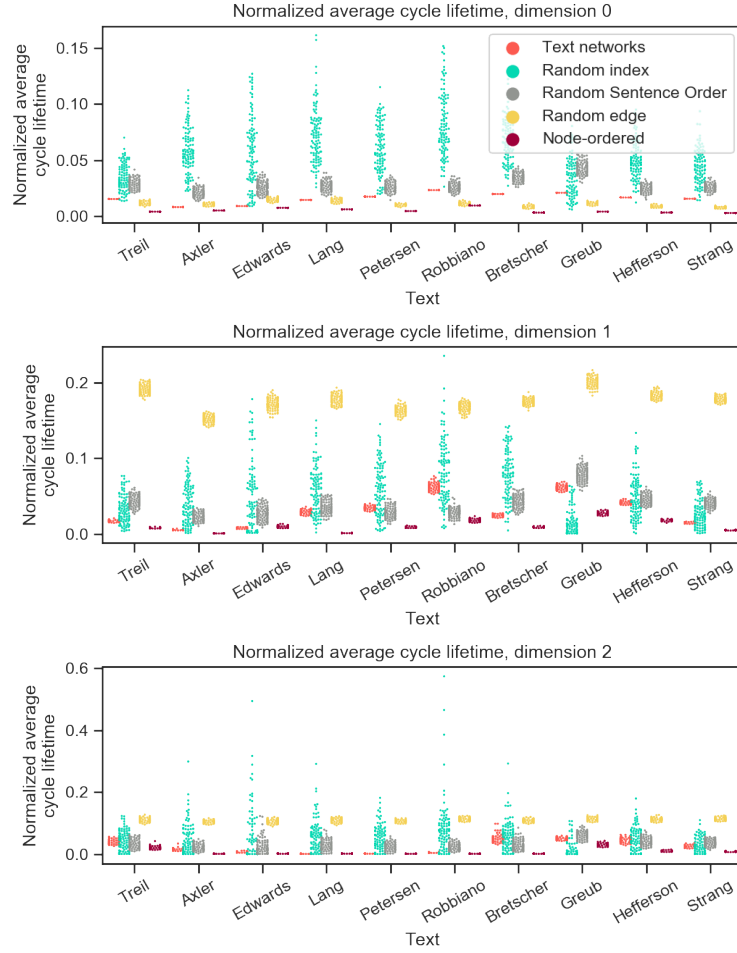 Normalized average cycle lifetime, dimension 0
Normalized average
cycle lifetime
0.15
0.10
0.05
0.00
Text networks
Random index
Random Sentence Order
Random edge
Node-ordered
Treil
Axler
Edwards
Lang
Petersen
Robbiano
Bretscher
Greub
Hefferson
Strang
Text
Normalized average cycle lifetime, dimension 1
Normalized average
cycle lifetime
0.2
0.1
0.0
Treil
Axler
Edwards
Lang
Petersen
Robbiano
Bretscher
Greub
Hefferson
Strang
Text
Normalized average cycle lifetime, dimension 2
Normalized average
cycle lifetime
0.6
0.4
0.2
0.0
Treil
Axler
Edwards
Lang
Petersen
Robbiano
Bretscher
Greub
Hefferson
Strang
Text